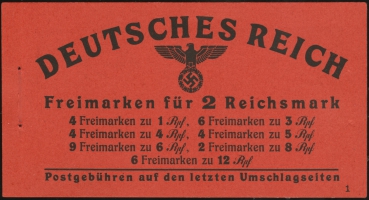 DEUTSCHES REICH
Freimarken für 2 Reichsmark
4 Freimarken zu 1 Rpf, 6 Freimarken zu 3 Rpf
4 Freimarken zu 4 Rpf, 4 Freimarken zu 5 Rpf
9 Freimarken zu 6 Rpf, 2 Freimarken zu 8 Rpf
6 Freimarken zu 12 Rpf
Postgebühren auf den letzten Umschlagseiten
1